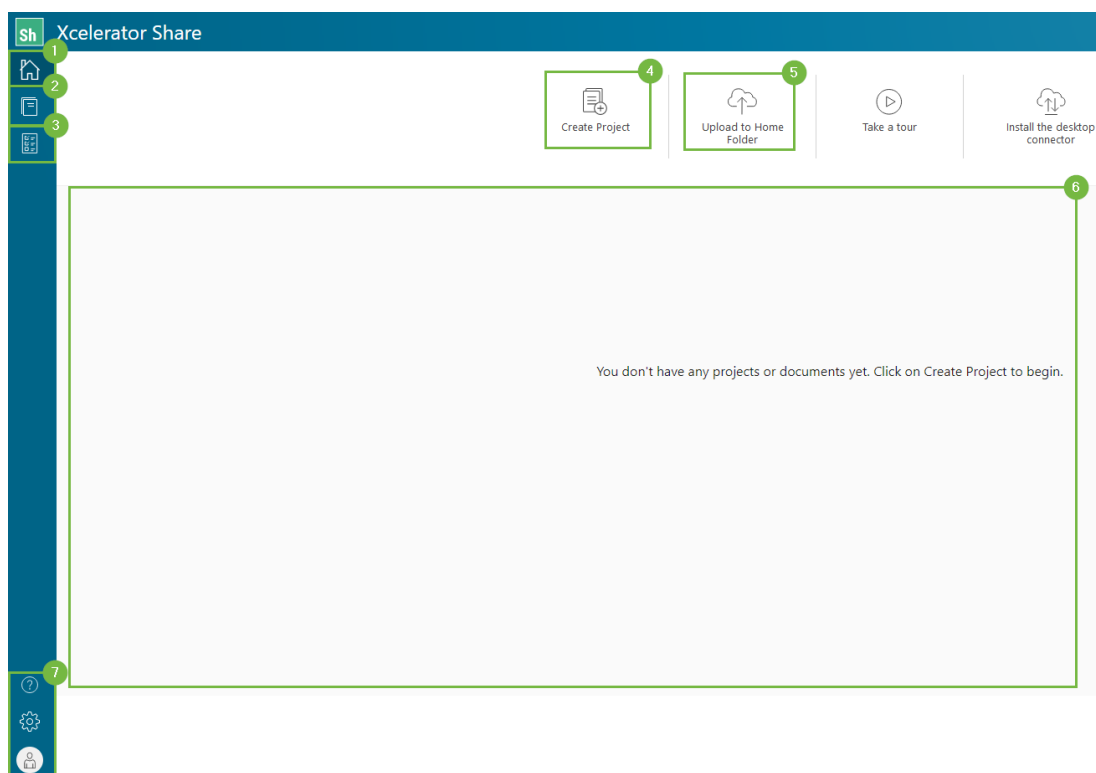 Sh Xcelerator Share
1
2
3
4
5
Create Project
Upload to Home
Folder
Take a tour
Install the desktop
connector
6
You don't have any projects or documents yet. Click on Create Project to begin.
7
?